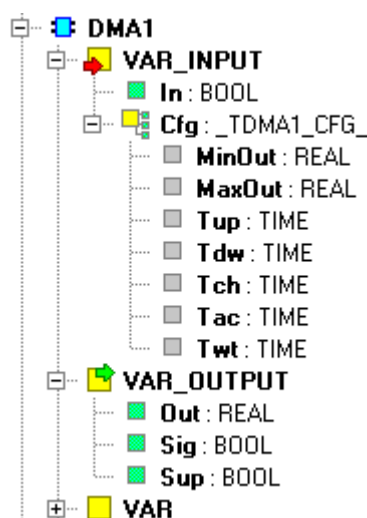 DMA1
VAR_INPUT
In : BOOL
Cfg : _TDMA1_CFG_
MinOut : REAL
MaxOut : REAL
Tup : TIME
Tdw : TIME
Tch : TIME
Tac : TIME
Twt : TIME
VAR_OUTPUT
Out : REAL
Sig : BOOL
Sup : BOOL
VAR